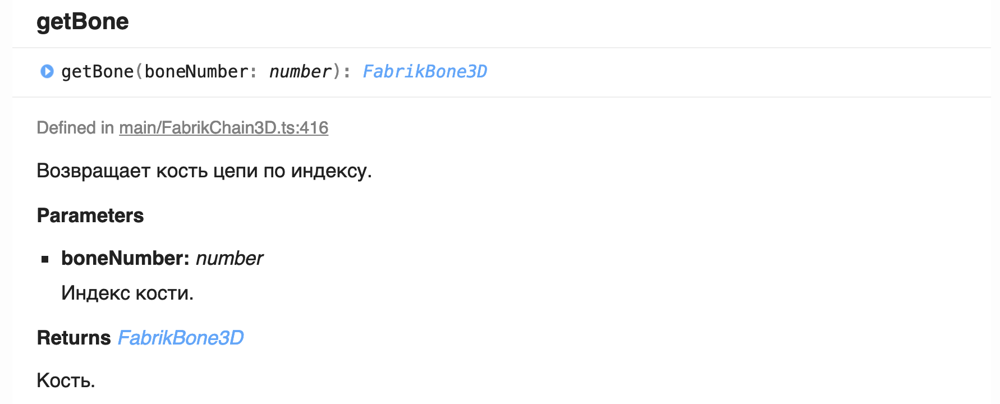 getBone
getBone(boneNumber: number): FabrikBone3D
Defined in main/FabrikChain3D.ts:416
Возвращает кость цепи по индексу.
Parameters
boneNumber: number
Индекс кости.
Returns FabrikBone3D
Кость.